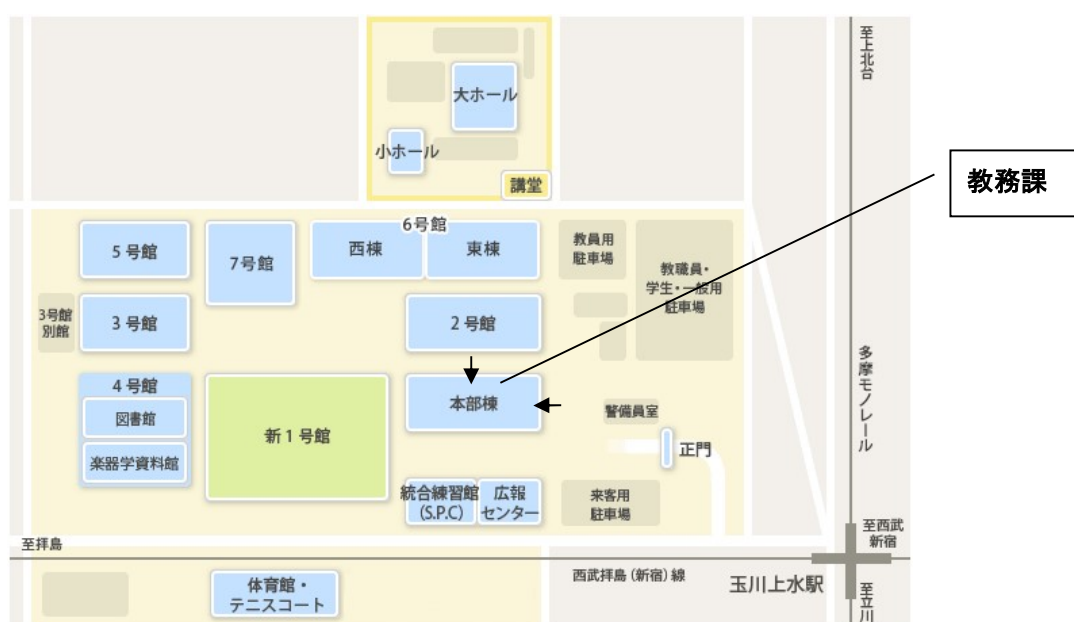 至上北台
大ホール
小ホール
講堂
教務課
6号館
西棟
東棟
5号館
7号館
教員用
駐車場
教職員・
学生・一般用
駐車場
3号館
別館
3号館
2号館
多摩モノレール
4号館
図書館
楽器学資料館
新1号館
本部棟
警備員室
正門
統合練習館
(S.P.C)
広報
センター
来客用
駐車場
至西武
新宿
至拝島
西武拝島(新宿)線
玉川上水駅
至立川
体育館・
テニスコート